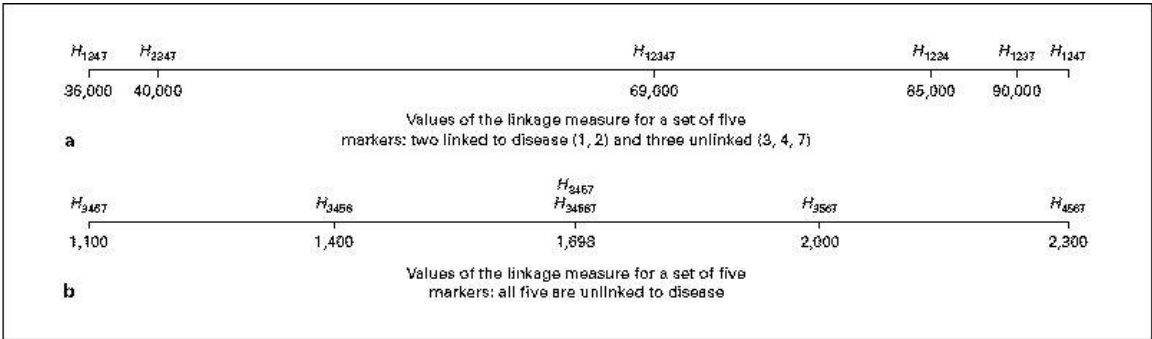 H₁₃₄₇ H₂₃₄₇ H₁₂₃₄₇ H₁₂₃₄ H₁₂₃₇ H₁₂₄₇
36,000 40,000 69,000 85,000 90,000
Values of the linkage measure for a set of five
a markers: two linked to disease (1, 2) and three unlinked (3, 4, 7)
H₃₄₅₇
H₃₄₆₇ H₃₄₅₆ H₃₄₅₆₇ H₃₅₆₇ H₄₅₆₇
1,100 1,400 1,698 2,000 2,300
Values of the linkage measure for a set of five
b markers: all five are unlinked to disease